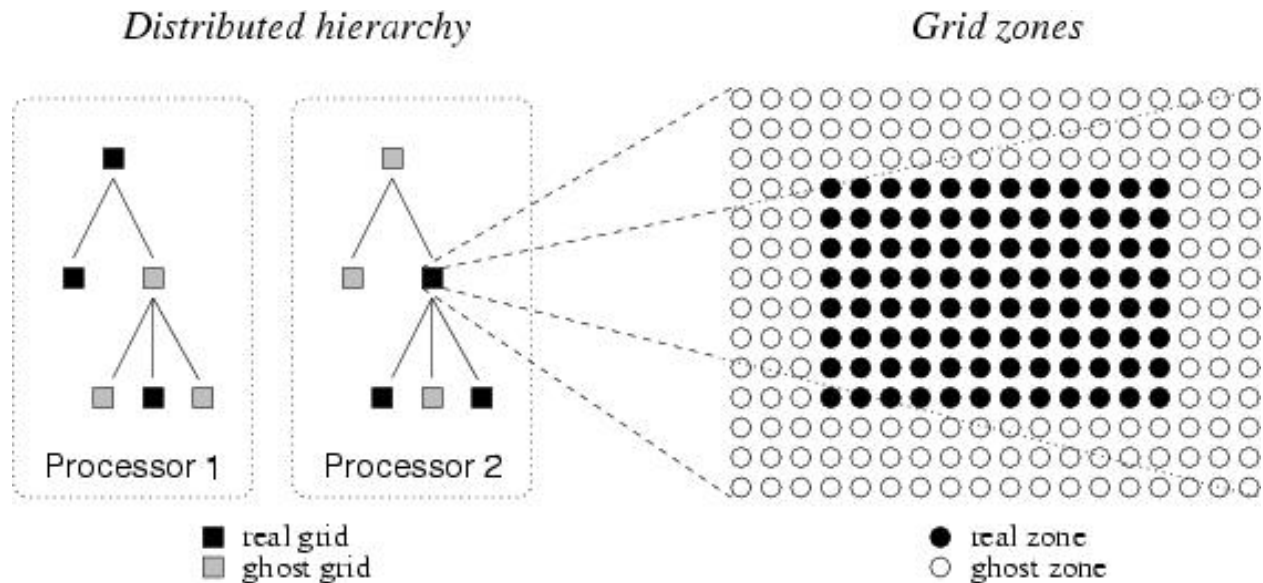 Distributed hierarchy
Grid zones
Processor 1
Processor 2
real grid
ghost grid
real zone
ghost zone